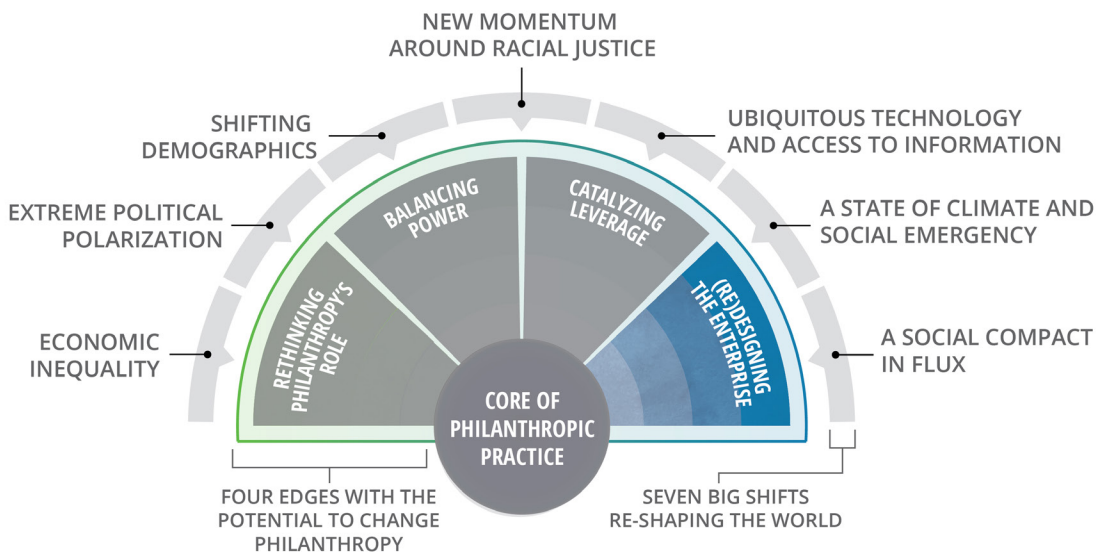 NEW MOMENTUM
AROUND RACIAL JUSTICE
SHIFTING
DEMOGRAPHICS
UBIQUITOUS TECHNOLOGY
AND ACCESS TO INFORMATION
EXTREME POLITICAL
POLARIZATION
A STATE OF CLIMATE AND
SOCIAL EMERGENCY
ECONOMIC
INEQUALITY
A SOCIAL COMPACT
IN FLUX
RETHINKING
PHILANTHROPY'S
ROLE
BALANCING
POWER
CATALYZING
LEVERAGE
(RE)DESIGNING
THE ENTERPRISE
CORE OF
PHILANTHROPIC
PRACTICE
FOUR EDGES WITH THE
POTENTIAL TO CHANGE
PHILANTHROPY
SEVEN BIG SHIFTS
RE-SHAPING THE WORLD